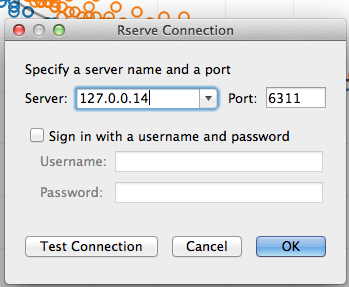 Rserve Connection
Specify a server name and a port
Server: 127.0.0.14 Port: 6311
Sign in with a username and password
Username:
Password:
Test Connection Cancel OK